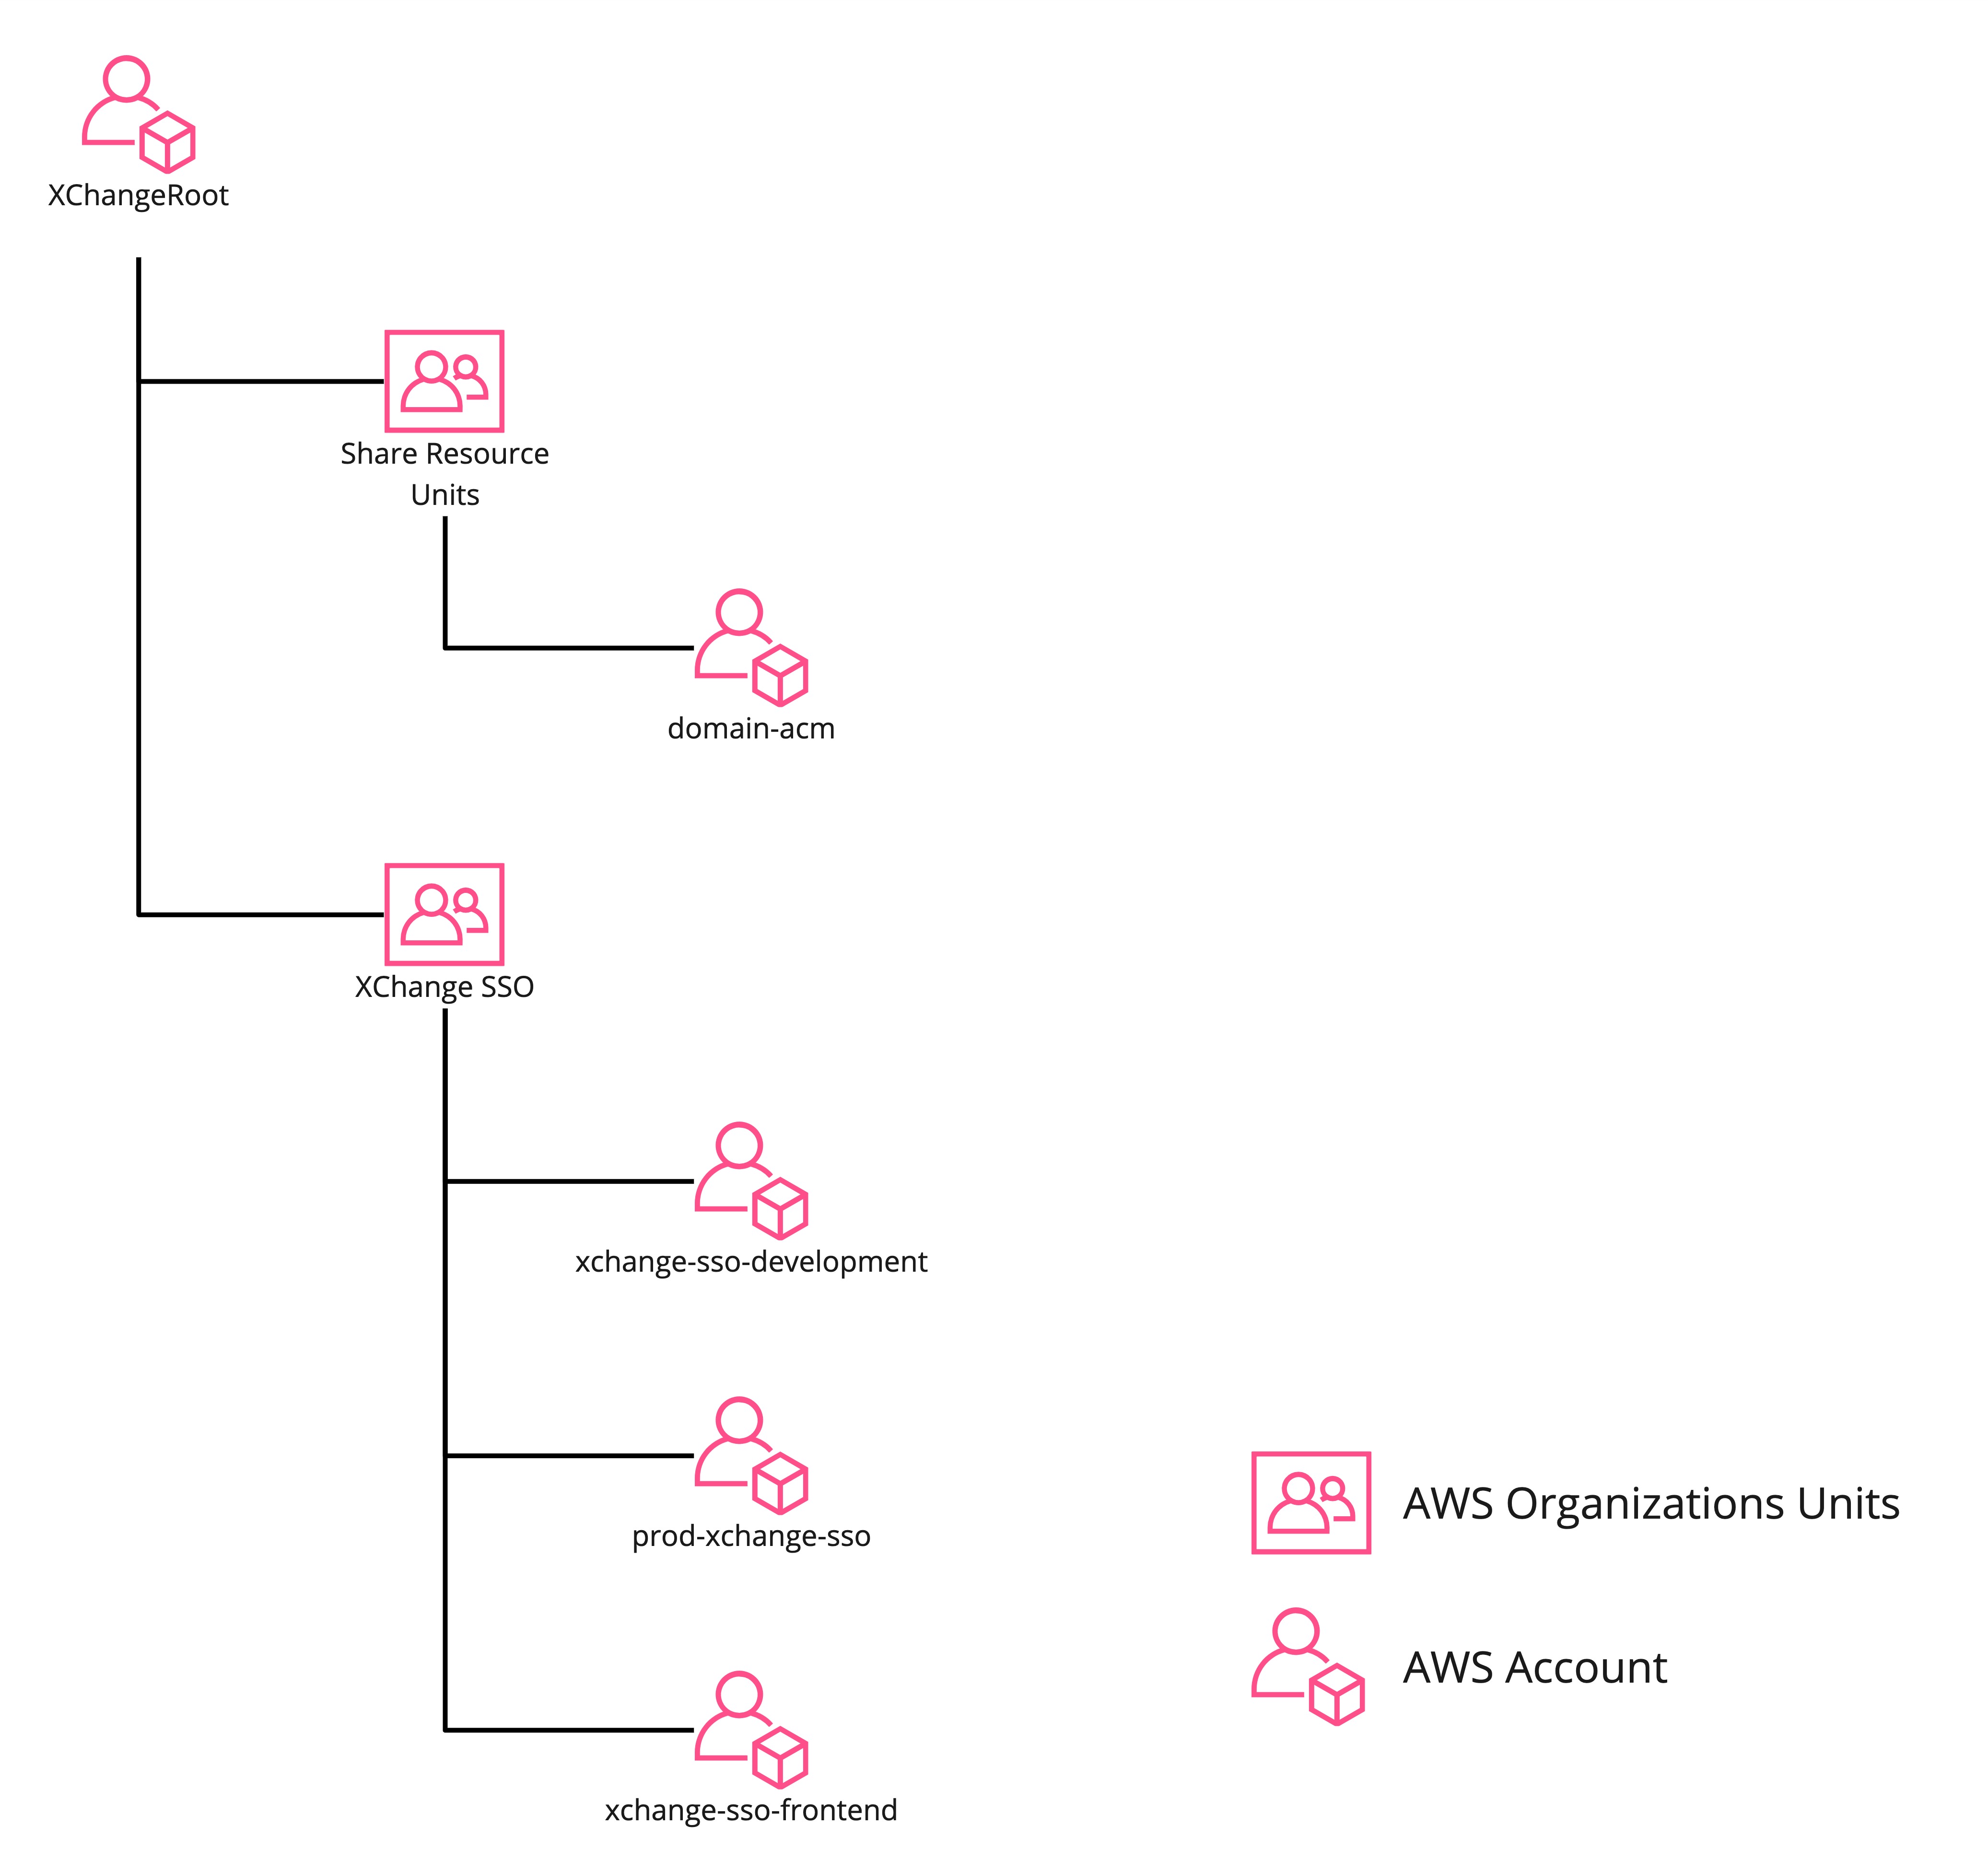 XChangeRoot
Share Resource
Units
domain-acm
XChange SSO
xchange-sso-development
prod-xchange-sso
xchange-sso-frontend
AWS Organizations Units
AWS Account